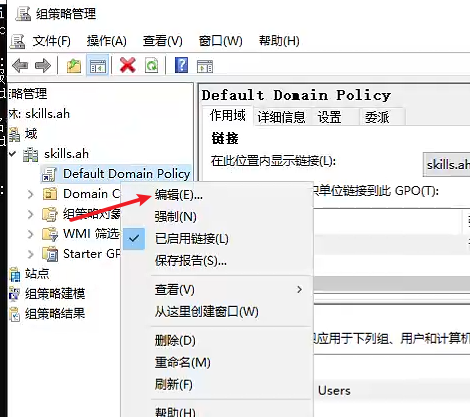 组策略管理
文件(F) 操作(A) 查看(V) 窗口(W) 帮助(H)
略管理
林: skills.ah
域
skills.ah
Default Domain Policy
Domain C
组策略对象
WMI 筛选
Starter GP
站点
组策略建模
组策略结果
Default Domain Policy
作用域 详细信息 设置 委派
链接
在此位置内显示链接(L):
skills.ah
织单位链接到此 GPO(T):
编辑(E)...
强制(N)
已启用链接(L)
保存报告(S)...
查看(V)
从这里创建窗口(W)
删除(D)
重命名(M)
刷新(F)
帮助(H)
应用于下列组、用户和计算机
Users